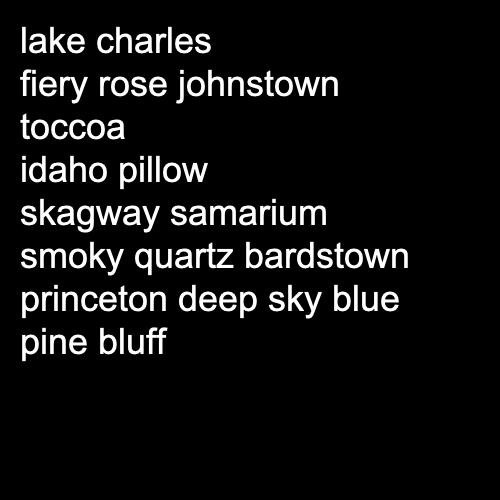 lake charles
fiery rose johnstown
toccoa
idaho pillow
skagway samarium
smoky quartz bardstown
princeton deep sky blue
pine bluff